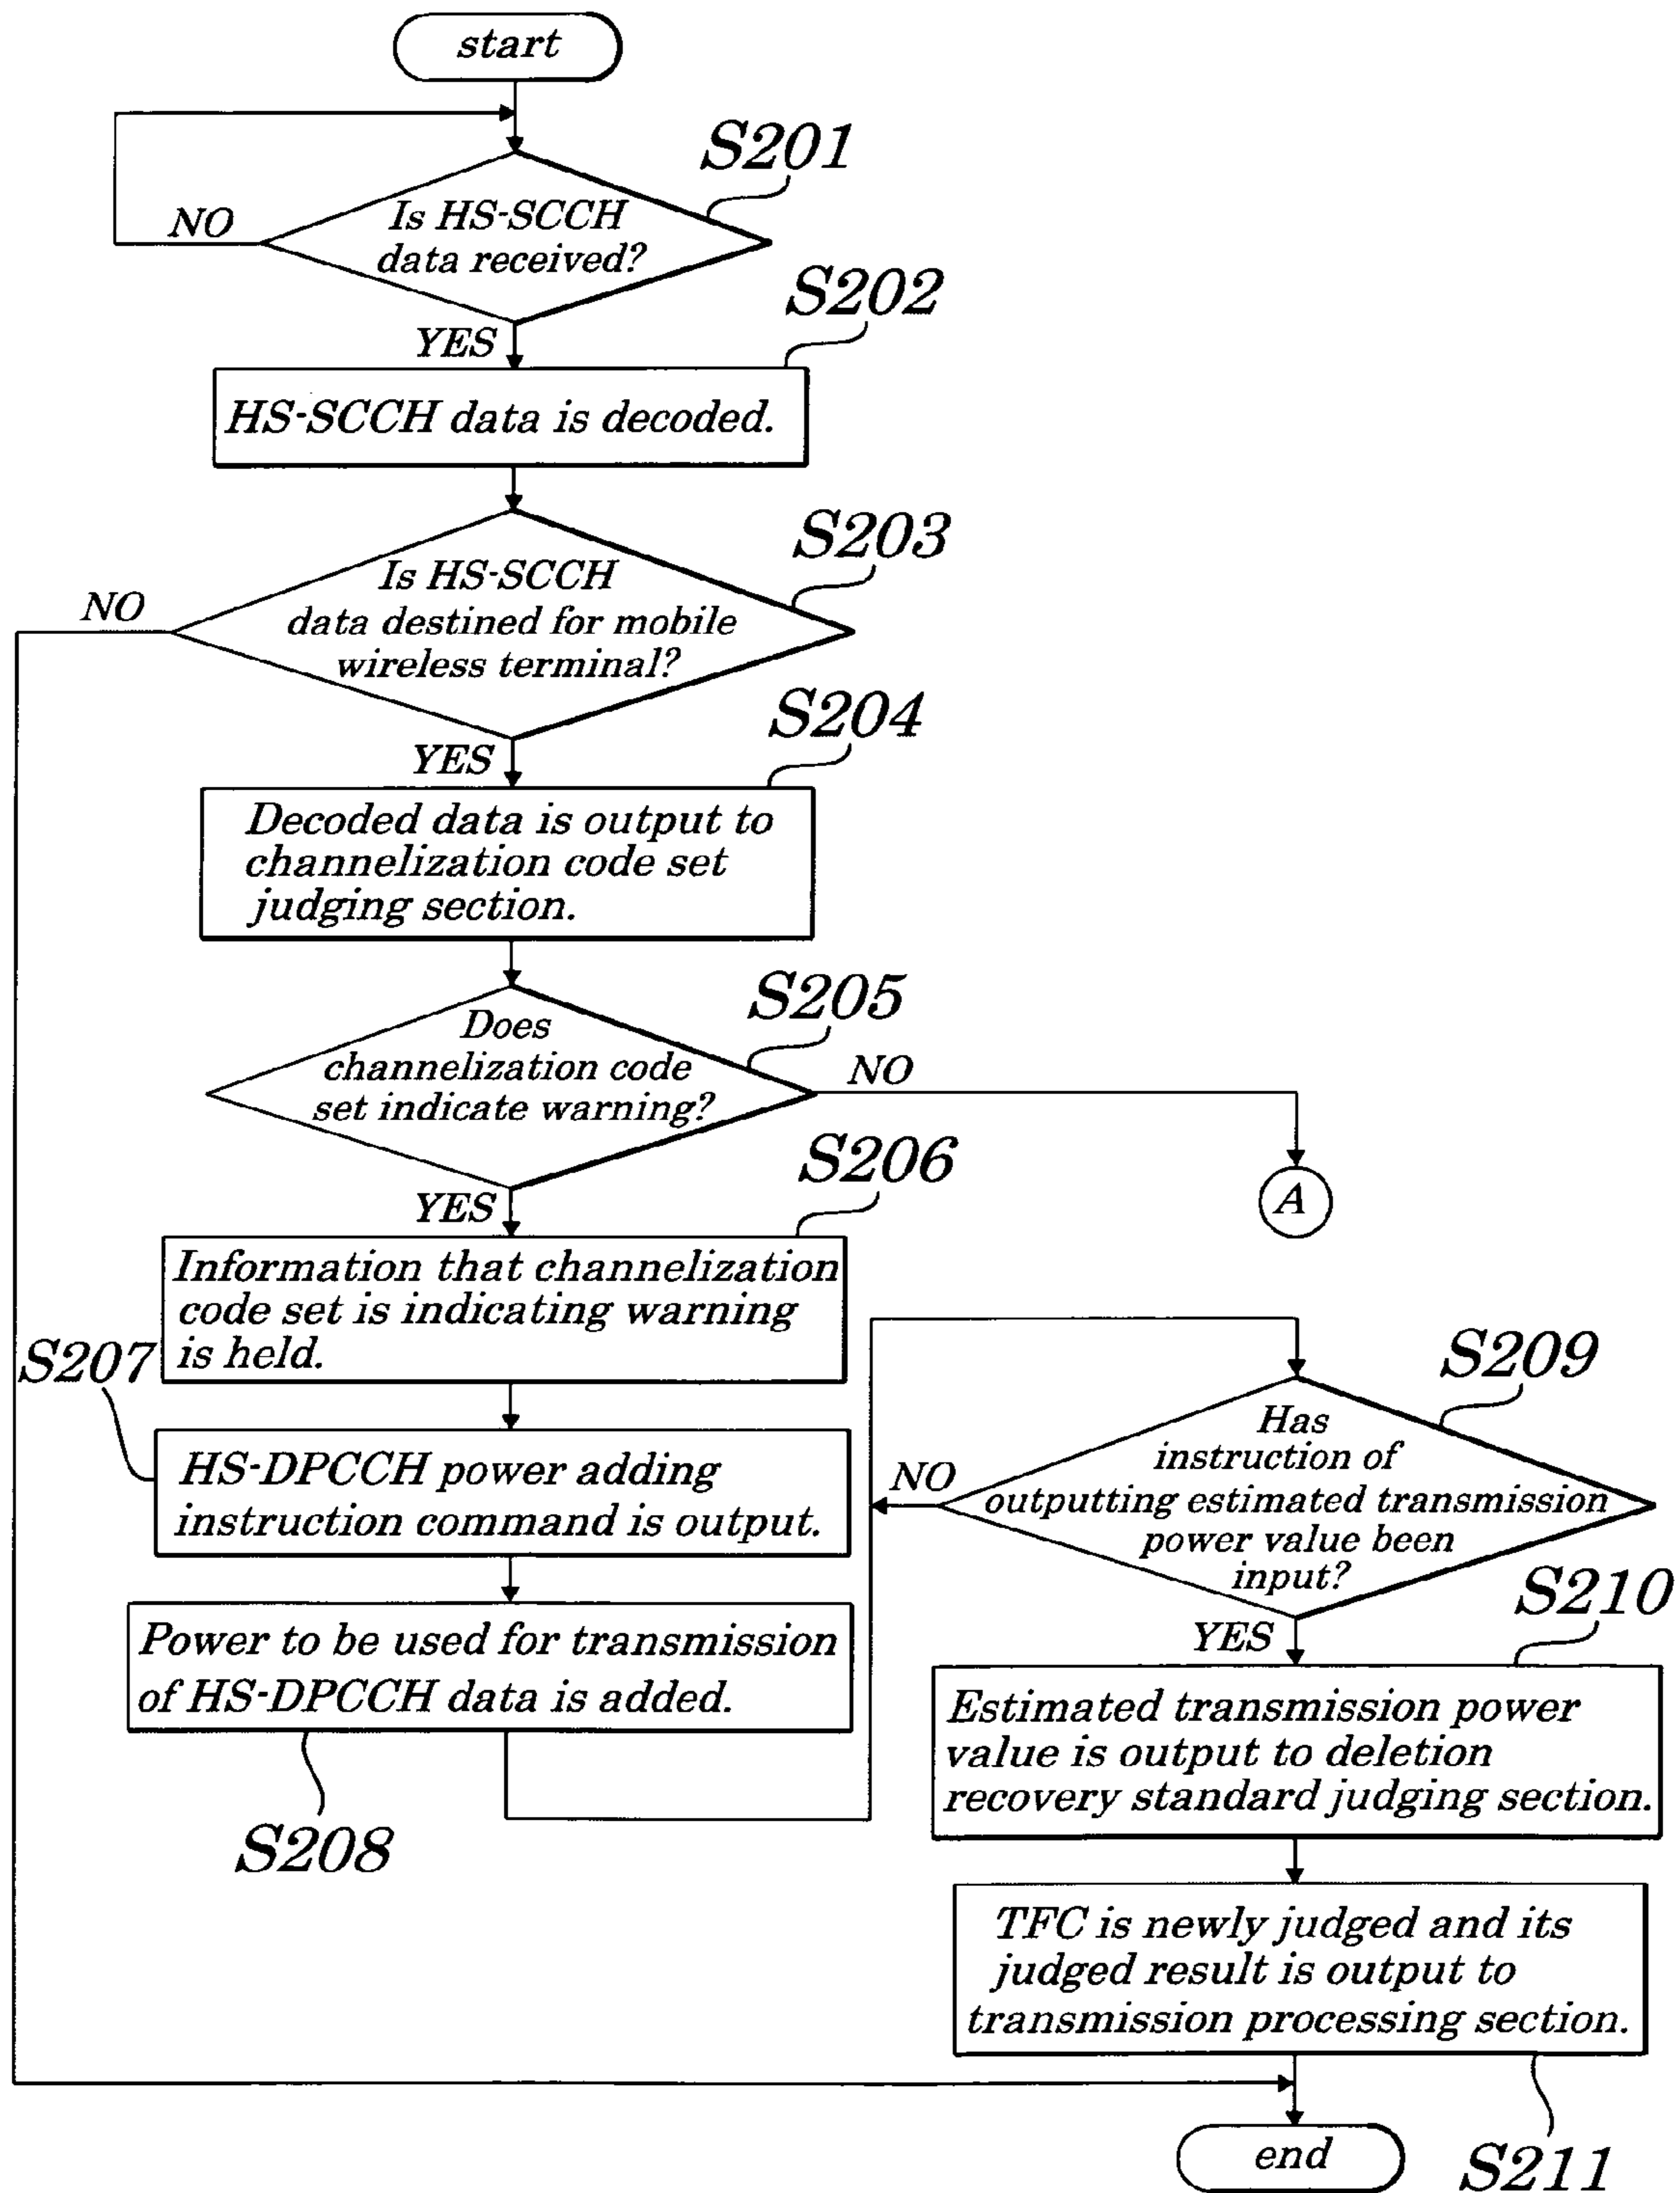 start
S201
Is HS-SCCH
data received?
NO
YES
S202
HS-SCCH data is decoded.
S203
Is HS-SCCH
data destined for mobile
wireless terminal?
NO
YES
S204
Decoded data is output to
channelization code set
judging section.
S205
Does
channelization code
set indicate warning?
NO
A
YES
S206
Information that channelization
code set is indicating warning
is held.
S207
HS-DPCCH power adding
instruction command is output.
Power to be used for transmission
of HS-DPCCH data is added.
S208
S209
Has
instruction of
outputting estimated transmission
power value been
input?
NO
YES
S210
Estimated transmission power
value is output to deletion
recovery standard judging section.
TFC is newly judged and its
judged result is output to
transmission processing section.
S211
end